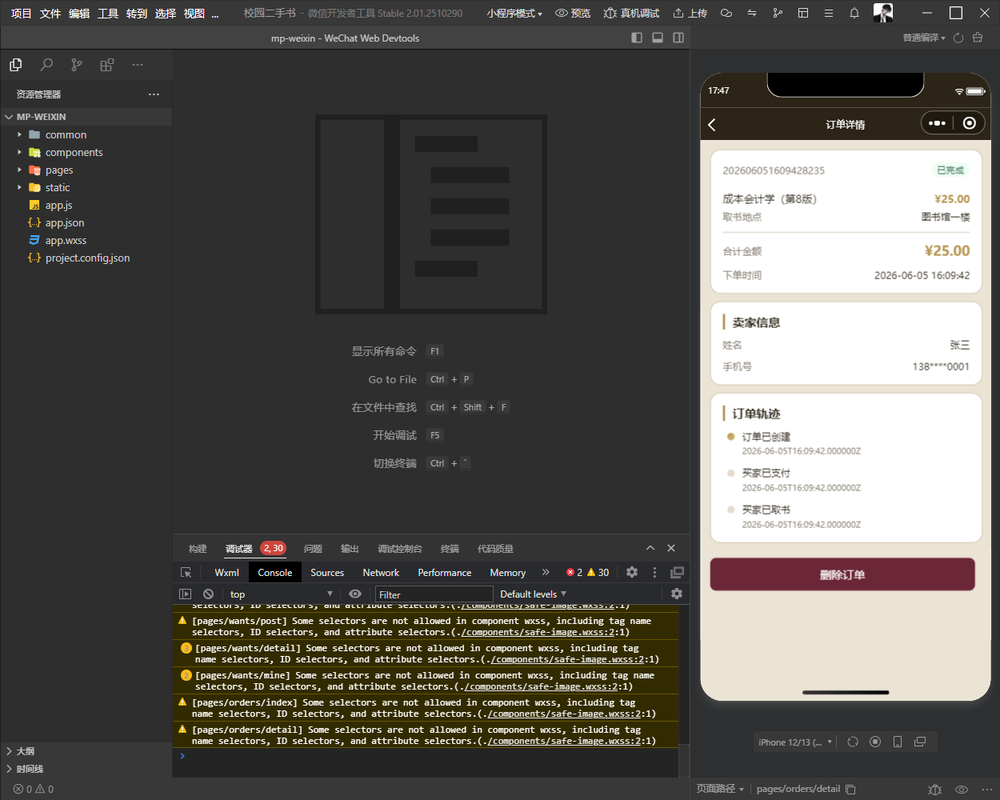 项目 文件 编辑 工具 转到 选择 视图 ... 校园二手书 - 微信开发者工具 Stable 2.01.2510290 小程序模式 预览 真机调试 上传
mp-weixin - WeChat Web Devtools
普通编译
资源管理器
MP-WEIXIN
common
components
pages
static
app.js
app.json
app.wxss
project.config.json
大纲
时间线
0 0
显示所有命令 F1
Go to File Ctrl + P
在文件中查找 Ctrl + Shift + F
开始调试 F5
切换终端 Ctrl + `
构建 调试器 2, 30 问题 输出 调试控制台 终端 代码质量
Wxml Console Sources Network Performance Memory » 2 30
top Filter Default levels
selectors, ID selectors, and attribute selectors.(./components/safe-image.wxss:2:1)
[pages/wants/post] Some selectors are not allowed in component wxss, including tag name
selectors, ID selectors, and attribute selectors.(./components/safe-image.wxss:2:1)
[pages/wants/detail] Some selectors are not allowed in component wxss, including tag
name selectors, ID selectors, and attribute selectors.(./components/safe-image.wxss:2:1)
2 [pages/wants/mine] Some selectors are not allowed in component wxss, including tag name
selectors, ID selectors, and attribute selectors.(./components/safe-image.wxss:2:1)
[pages/orders/index] Some selectors are not allowed in component wxss, including tag
name selectors, ID selectors, and attribute selectors.(./components/safe-image.wxss:2:1)
[pages/orders/detail] Some selectors are not allowed in component wxss, including tag
name selectors, ID selectors, and attribute selectors.(./components/safe-image.wxss:2:1)
17:47
订单详情
202606051609428235 已完成
成本会计学（第8版） ¥25.00
取书地点 图书馆一楼
合计金额 ¥25.00
下单时间 2026-06-05 16:09:42
卖家信息
姓名 张三
手机号 138****0001
订单轨迹
订单已创建
2026-06-05T16:09:42.000000Z
买家已支付
2026-06-05T16:09:42.000000Z
买家已取书
2026-06-05T16:09:42.000000Z
删除订单
iPhone 12/13 (...
页面路径 pages/orders/detail